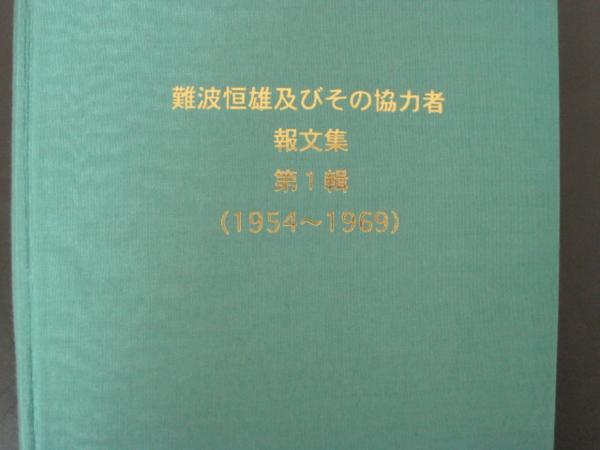 難波恒雄及びその協力者
報文集
第1輯
(1954～1969)